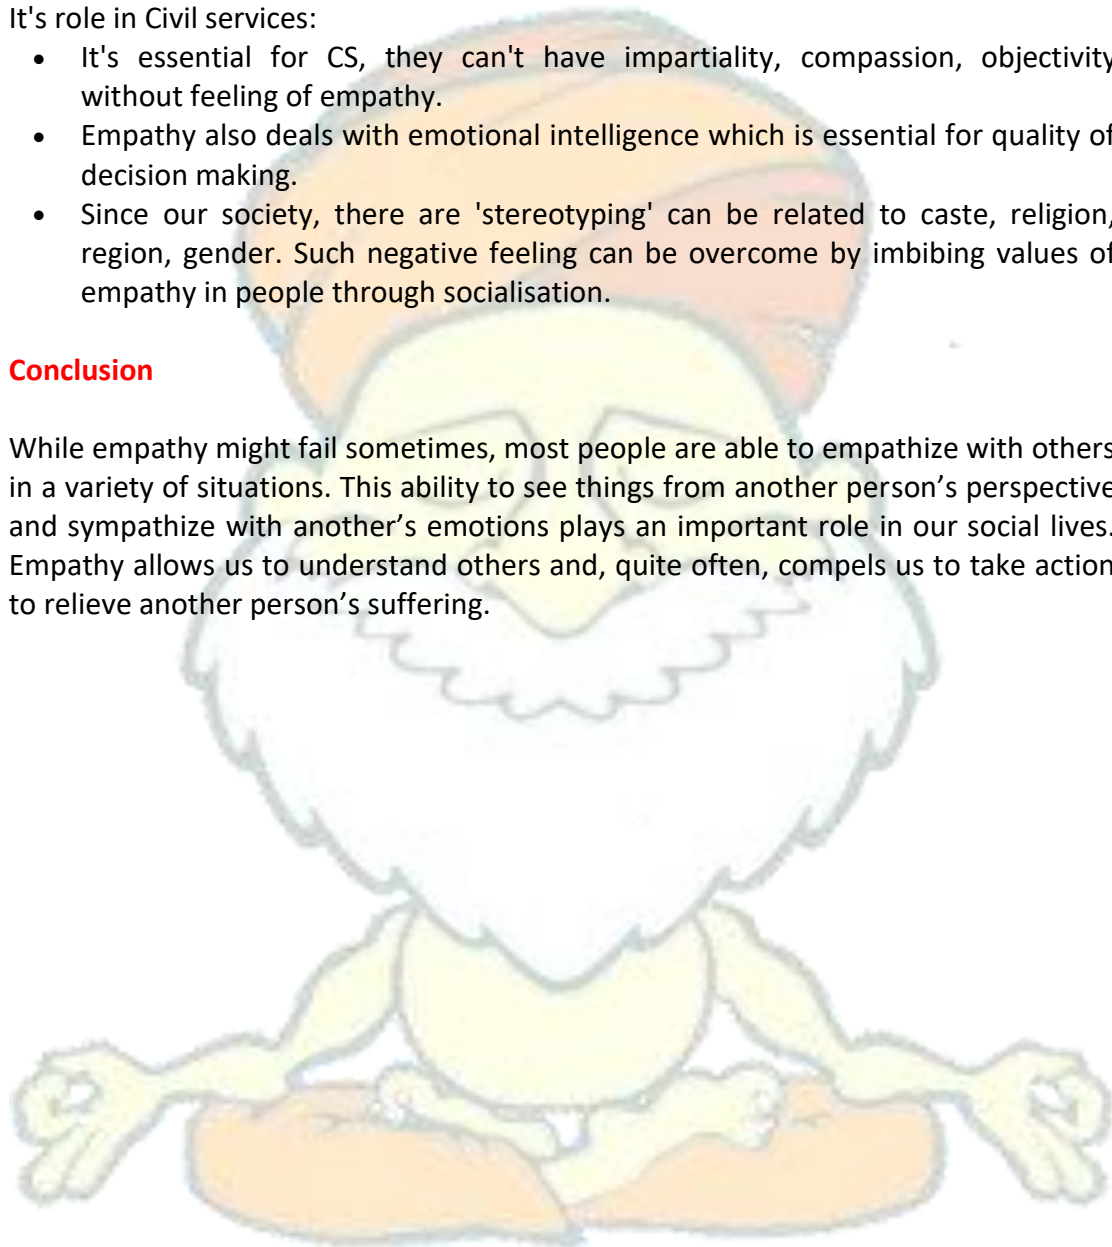 It's role in Civil services:
• It's essential for CS, they can't have impartiality, compassion, objectivity
without feeling of empathy.
• Empathy also deals with emotional intelligence which is essential for quality of
decision making.
• Since our society, there are 'stereotyping' can be related to caste, religion,
region, gender. Such negative feeling can be overcome by imbibing values of
empathy in people through socialisation.
Conclusion
While empathy might fail sometimes, most people are able to empathize with others
in a variety of situations. This ability to see things from another person’s perspective
and sympathize with another’s emotions plays an important role in our social lives.
Empathy allows us to understand others and, quite often, compels us to take action
to relieve another person’s suffering.